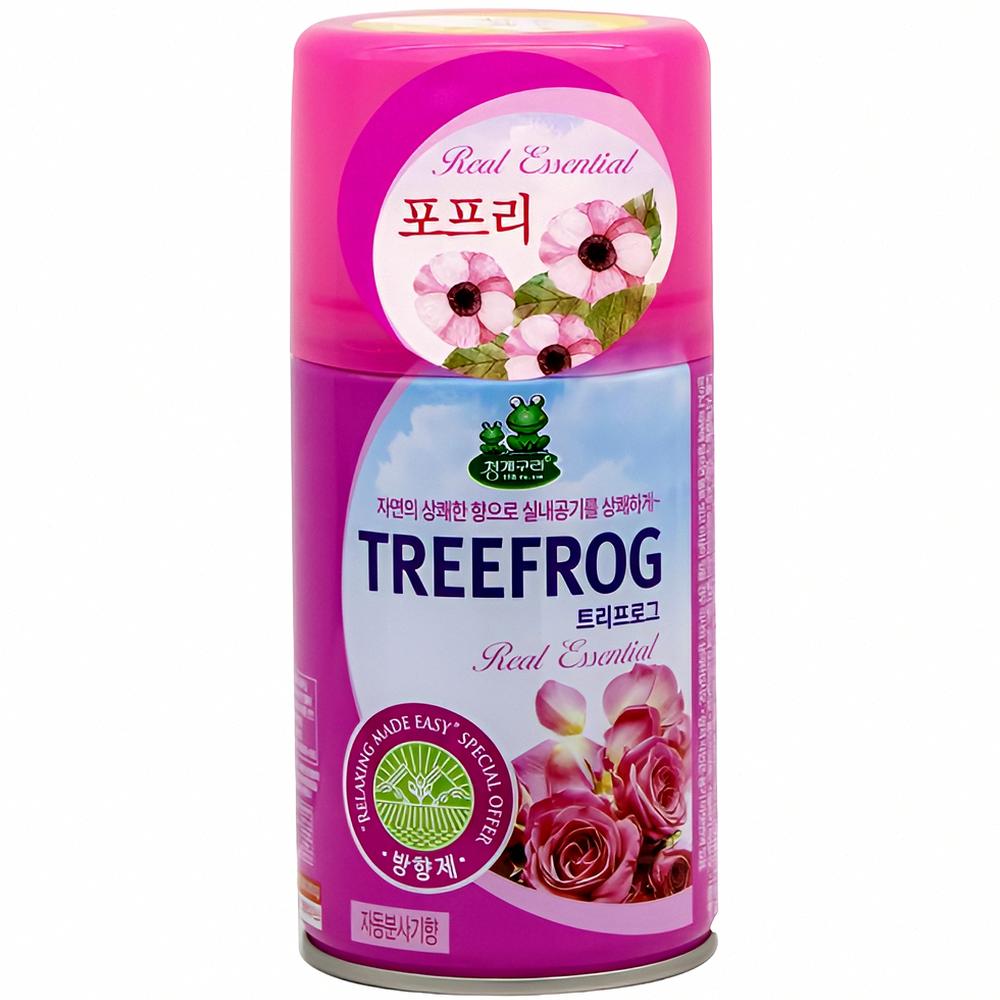 Real Essential
포프리
청개구리
자연의 상쾌한 향으로 실내공기를 상쾌하게~
TREEFROG
트리프로그
Real Essential
"RELAXING MADE EASY" SPECIAL OFFER
·방향제·
자동분사기향